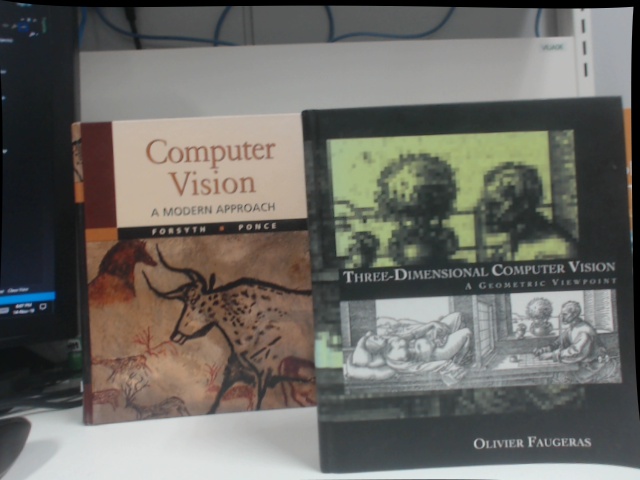 Computer
Vision
A MODERN APPROACH
FORSYTH • PONCE
THREE-DIMENSIONAL COMPUTER VISION
A GEOMETRIC VIEWPOINT
OLIVIER FAUGERAS